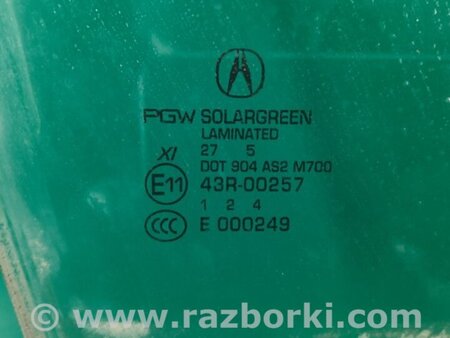 PGW SOLARGREEN
LAMINATED
27 5
XI DOT 904 AS2 M700
E11 43R-00257
1 2 4
CCC E 000249
© www.razborki.com